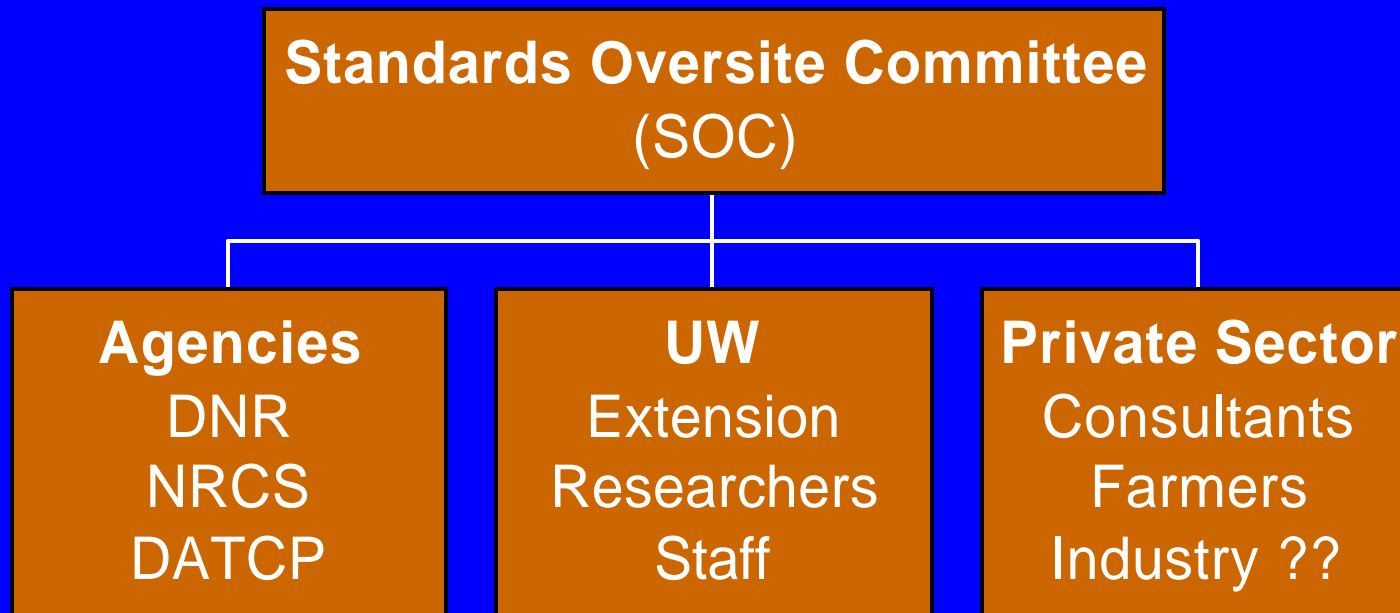 Standards Oversite Committee
(SOC)
Agencies
DNR
NRCS
DATCP
UW
Extension
Researchers
Staff
Private Sector
Consultants
Farmers
Industry ??